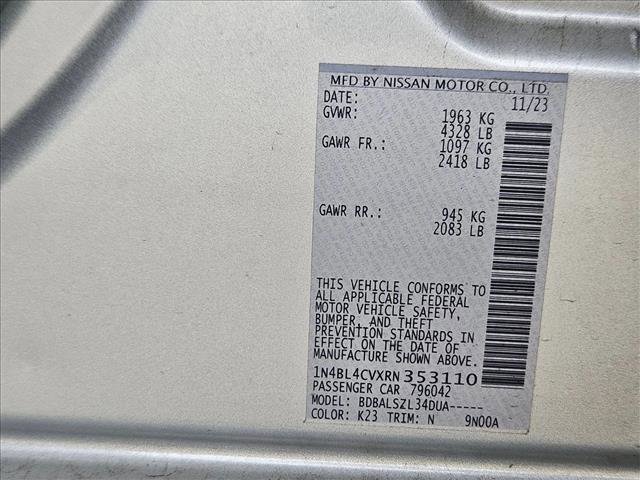 MFD BY NISSAN MOTOR CO., LTD.
DATE: 11/23
GVWR: 1963 KG
4328 LB
GAWR FR.: 1097 KG
2418 LB
GAWR RR.: 945 KG
2083 LB
THIS VEHICLE CONFORMS TO
ALL APPLICABLE FEDERAL
MOTOR VEHICLE SAFETY,
BUMPER, AND THEFT
PREVENTION STANDARDS IN
EFFECT ON THE DATE OF
MANUFACTURE SHOWN ABOVE.
1N4BL4CVXRN353110
PASSENGER CAR 796042
MODEL: BDBALSZL34DUA-----
COLOR: K23 TRIM: N 9N00A